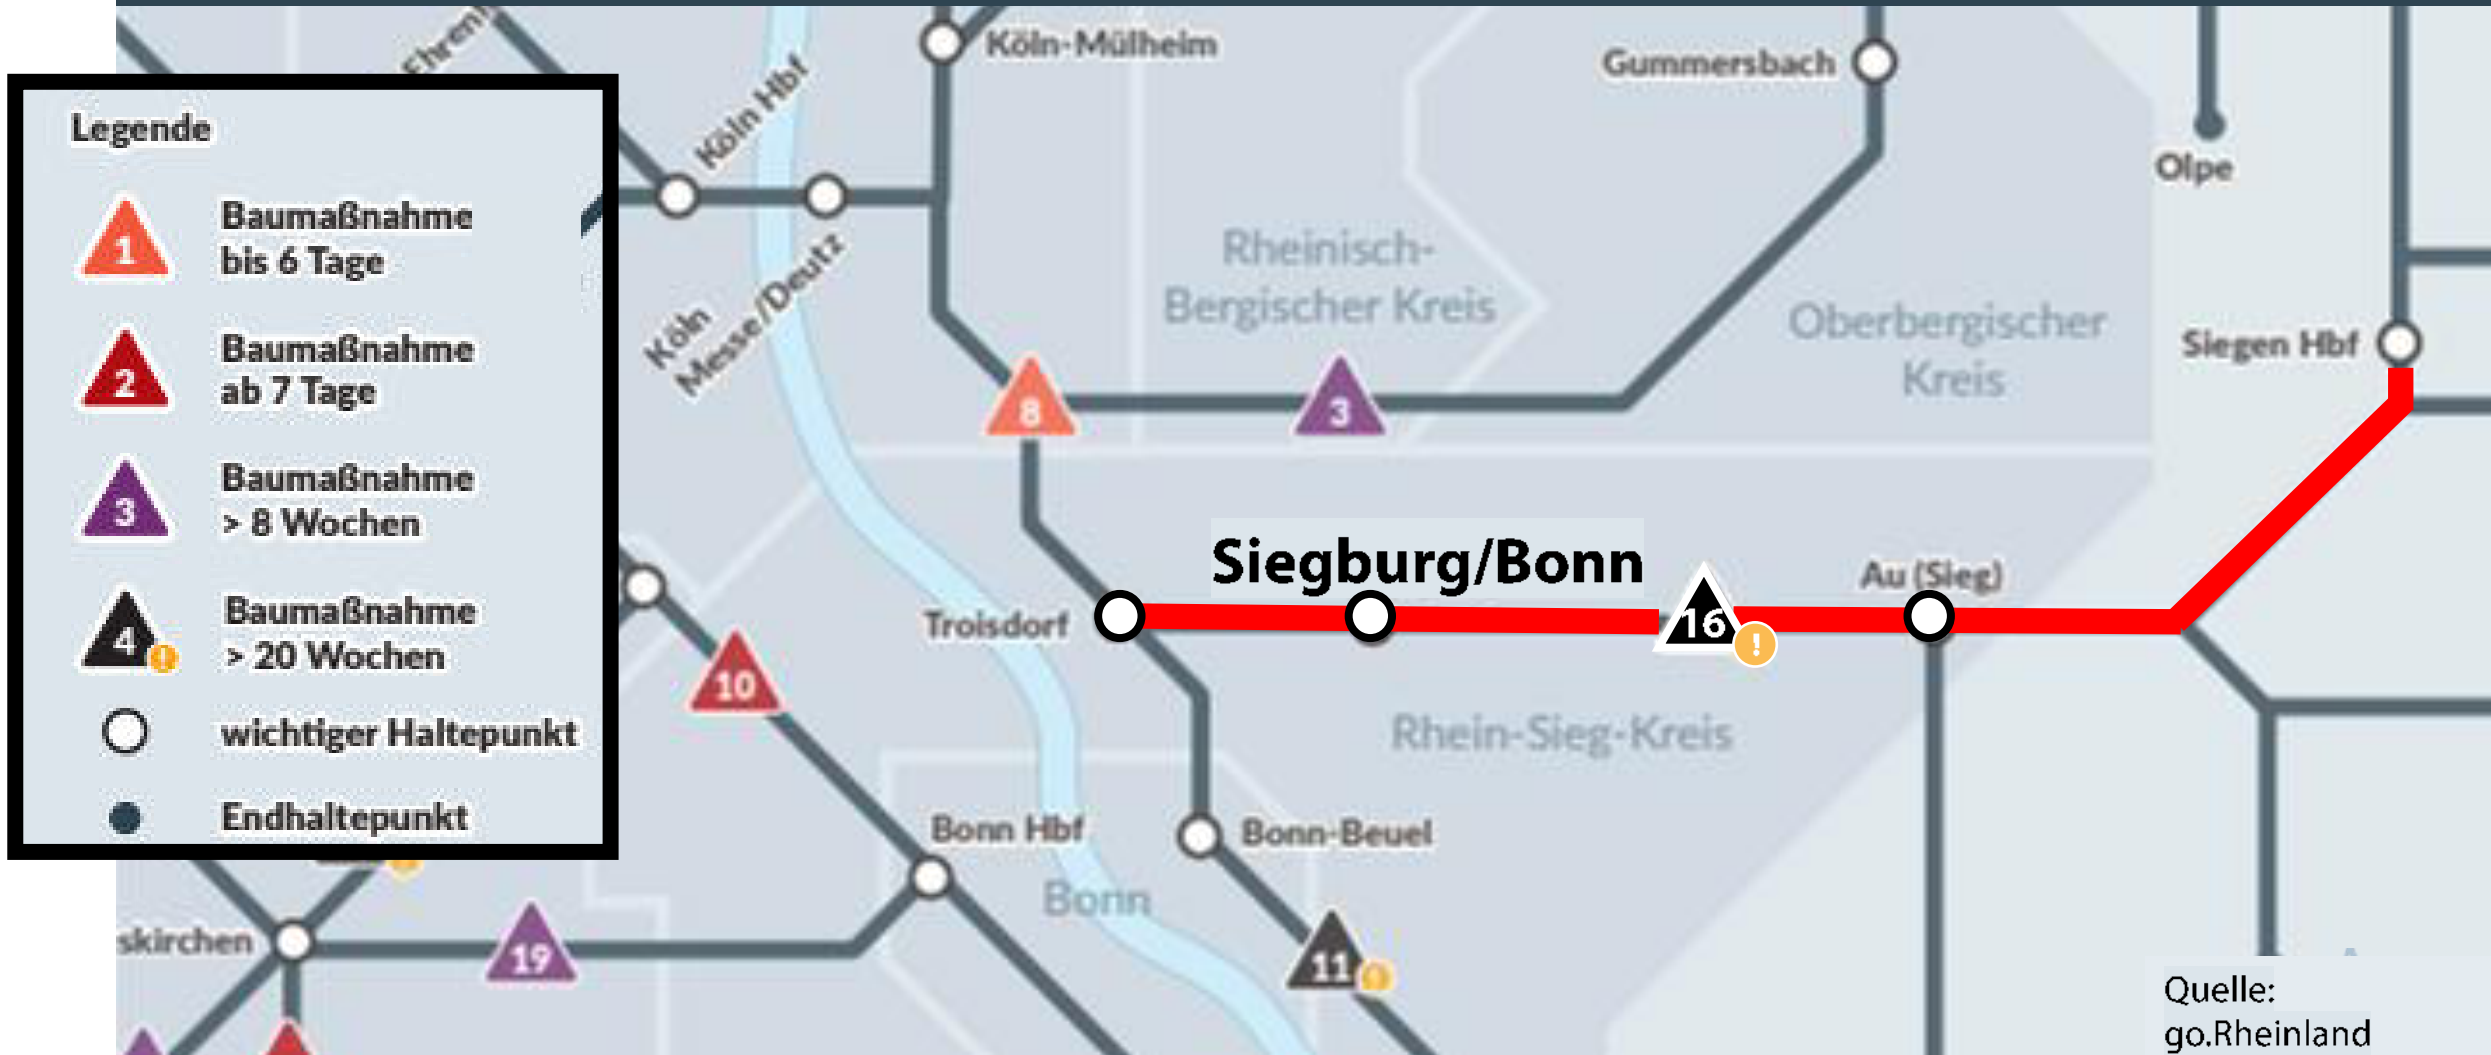 Legende
1
Baumaßnahme
bis 6 Tage
2
Baumaßnahme
ab 7 Tage
3
Baumaßnahme
> 8 Wochen
4
!
Baumaßnahme
> 20 Wochen
wichtiger Haltepunkt
Endhaltepunkt
Köln Hbf
Köln
Messe/Deutz
Köln-Mülheim
Gummersbach
Olpe
Rheinisch-
Bergischer Kreis
Oberbergischer
Kreis
Siegen Hbf
8
3
Siegburg/Bonn
Au (Sieg)
Troisdorf
16
!
10
Rhein-Sieg-Kreis
Bonn Hbf
Bonn-Beuel
Bonn
skirchen
19
11
!
Quelle:
go.Rheinland